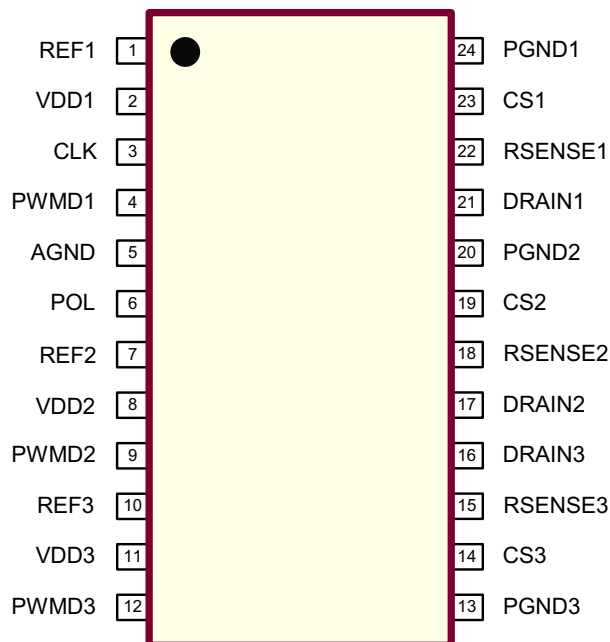 REF1 1 24 PGND1
VDD1 2 23 CS1
CLK 3 22 RSENSE1
PWMD1 4 21 DRAIN1
AGND 5 20 PGND2
POL 6 19 CS2
REF2 7 18 RSENSE2
VDD2 8 17 DRAIN2
PWMD2 9 16 DRAIN3
REF3 10 15 RSENSE3
VDD3 11 14 CS3
PWMD3 12 13 PGND3